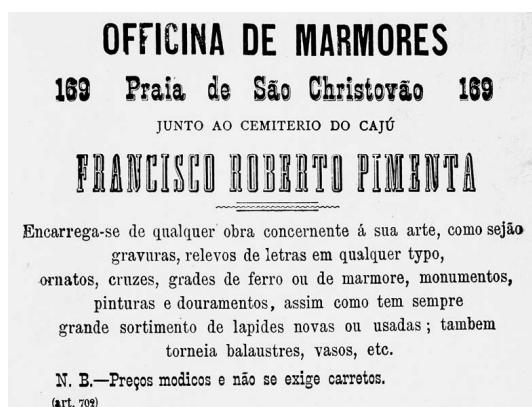 OFFICINA DE MARMORES
169 Praia de São Christovão 169
JUNTO AO CEMITERIO DO CAJÚ
FRANCISCO ROBERTO PIMENTA
Encarrega-se de qualquer obra concernente á sua arte, como sejão
gravuras, relevos de letras em qualquer typo,
ornatos, cruzes, grades de ferro ou de marmore, monumentos,
pinturas e douramentos, assim como tem sempre
grande sortimento de lapides novas ou usadas; tambem
torneia balaustres, vasos, etc.
N. B.—Preços modicos e não se exige carretos.
(art. 702)